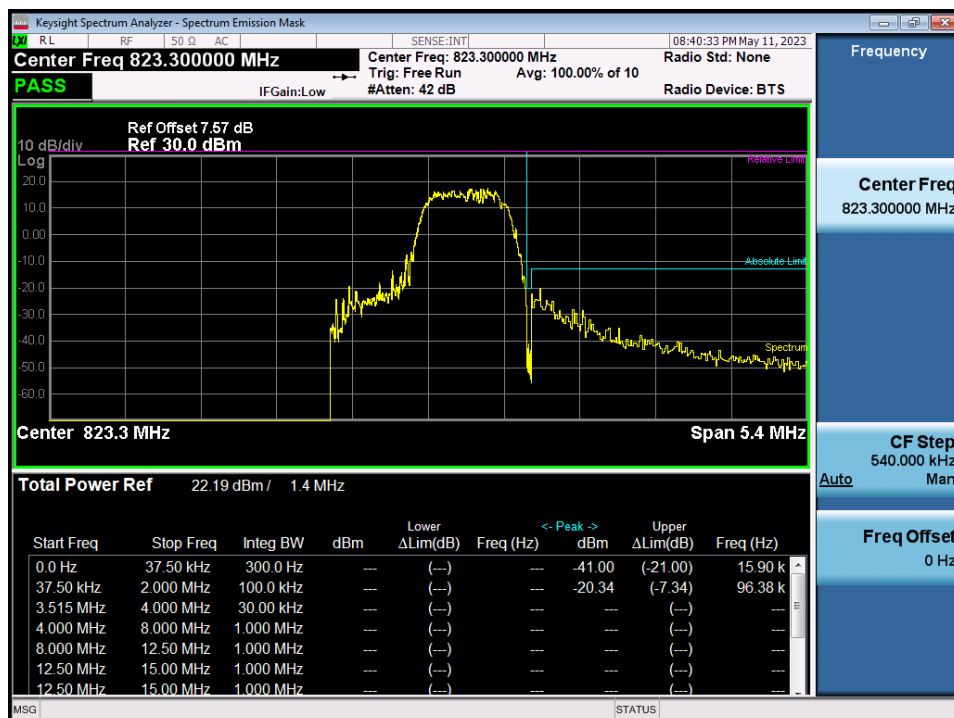 Keysight Spectrum Analyzer - Spectrum Emission Mask
LXI RL RF 50 Ω AC SENSE:INT 08:40:33 PM May 11, 2023
Center Freq 823.300000 MHz Center Freq: 823.300000 MHz Radio Std: None
Trig: Free Run Avg: 100.00% of 10
PASS IFGain:Low #Atten: 42 dB Radio Device: BTS
Frequency
Ref Offset 7.57 dB
10 dB/div Ref 30.0 dBm
Log
Relative Limit
20.0
10.0
0.00
-10.0
Absolute Limit
-20.0
-30.0
-40.0
Spectrum
-50.0
-60.0
Center 823.3 MHz Span 5.4 MHz
Center Freq
823.300000 MHz
CF Step
540.000 kHz
Auto Man
Freq Offset
0 Hz
Total Power Ref 22.19 dBm / 1.4 MHz
Lower <- Peak -> Upper
Start Freq Stop Freq Integ BW dBm ΔLim(dB) Freq (Hz) dBm ΔLim(dB) Freq (Hz)
0.0 Hz 37.50 kHz 300.0 Hz --- (---) --- -41.00 (-21.00) 15.90 k
37.50 kHz 2.000 MHz 100.0 kHz --- (---) --- -20.34 (-7.34) 96.38 k
3.515 MHz 4.000 MHz 30.00 kHz --- (---) --- --- (---) ---
4.000 MHz 8.000 MHz 1.000 MHz --- (---) --- --- (---) ---
8.000 MHz 12.50 MHz 1.000 MHz --- (---) --- --- (---) ---
12.50 MHz 15.00 MHz 1.000 MHz --- (---) --- --- (---) ---
12.50 MHz 15.00 MHz 1.000 MHz --- (---) --- --- (---) ---
MSG STATUS